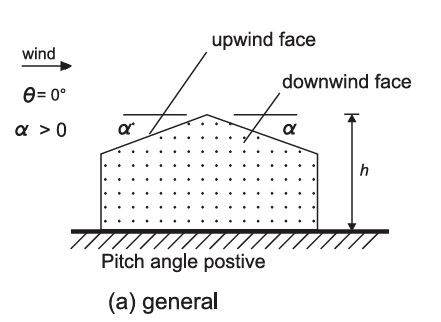 upwind face
wind
downwind face
θ = 0°
α > 0
α
α
h
Pitch angle postive
(a) general